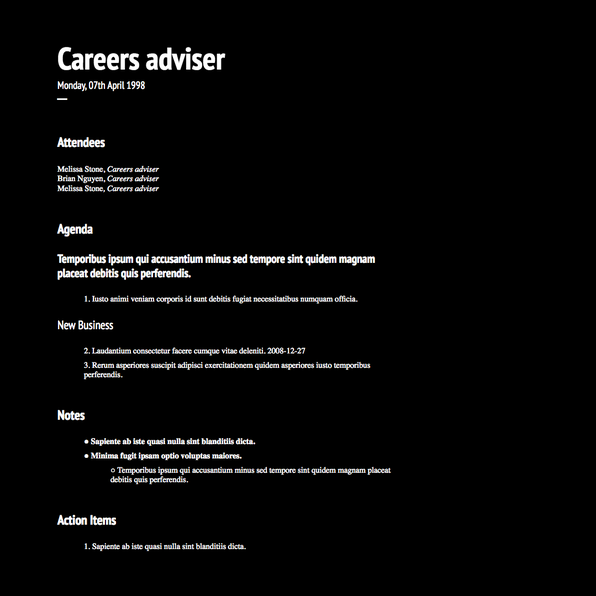 Careers adviser
Monday, 07th April 1998
Attendees
Melissa Stone, Careers adviser
Brian Nguyen, Careers adviser
Melissa Stone, Careers adviser
Agenda
Temporibus ipsum qui accusantium minus sed tempore sint quidem magnam
placeat debitis quis perferendis.
1. Iusto animi veniam corporis id sunt debitis fugiat necessitatibus numquam officia.
New Business
2. Laudantium consectetur facere cumque vitae deleniti. 2008-12-27
3. Rerum asperiores suscipit adipisci exercitationem quidem asperiores iusto temporibus
perferendis.
Notes
● Sapiente ab iste quasi nulla sint blanditiis dicta.
● Minima fugit ipsam optio voluptas maiores.
○ Temporibus ipsum qui accusantium minus sed tempore sint quidem magnam placeat
debitis quis perferendis.
Action Items
1. Sapiente ab iste quasi nulla sint blanditiis dicta.